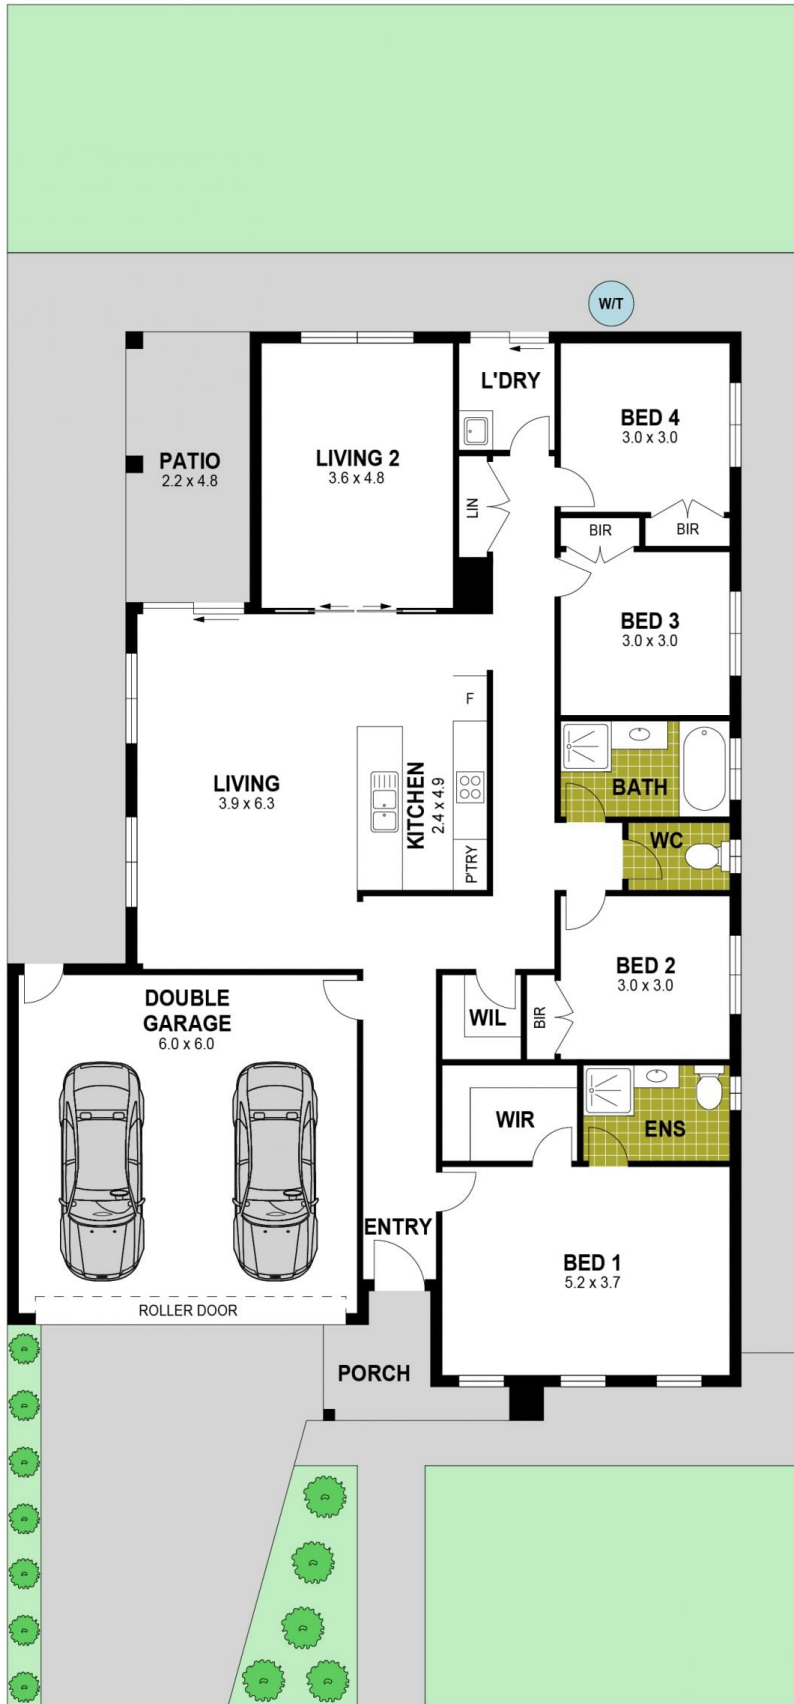 W/T
L'DRY
BED 4
3.0 x 3.0
PATIO
2.2 x 4.8
LIVING 2
3.6 x 4.8
LIN
BIR
BIR
BED 3
3.0 x 3.0
F
LIVING
3.9 x 6.3
KITCHEN
2.4 x 4.9
P'TRY
BATH
WC
BED 2
3.0 x 3.0
BIR
WIL
DOUBLE
GARAGE
6.0 x 6.0
WIR
ENS
ENTRY
BED 1
5.2 x 3.7
ROLLER DOOR
PORCH